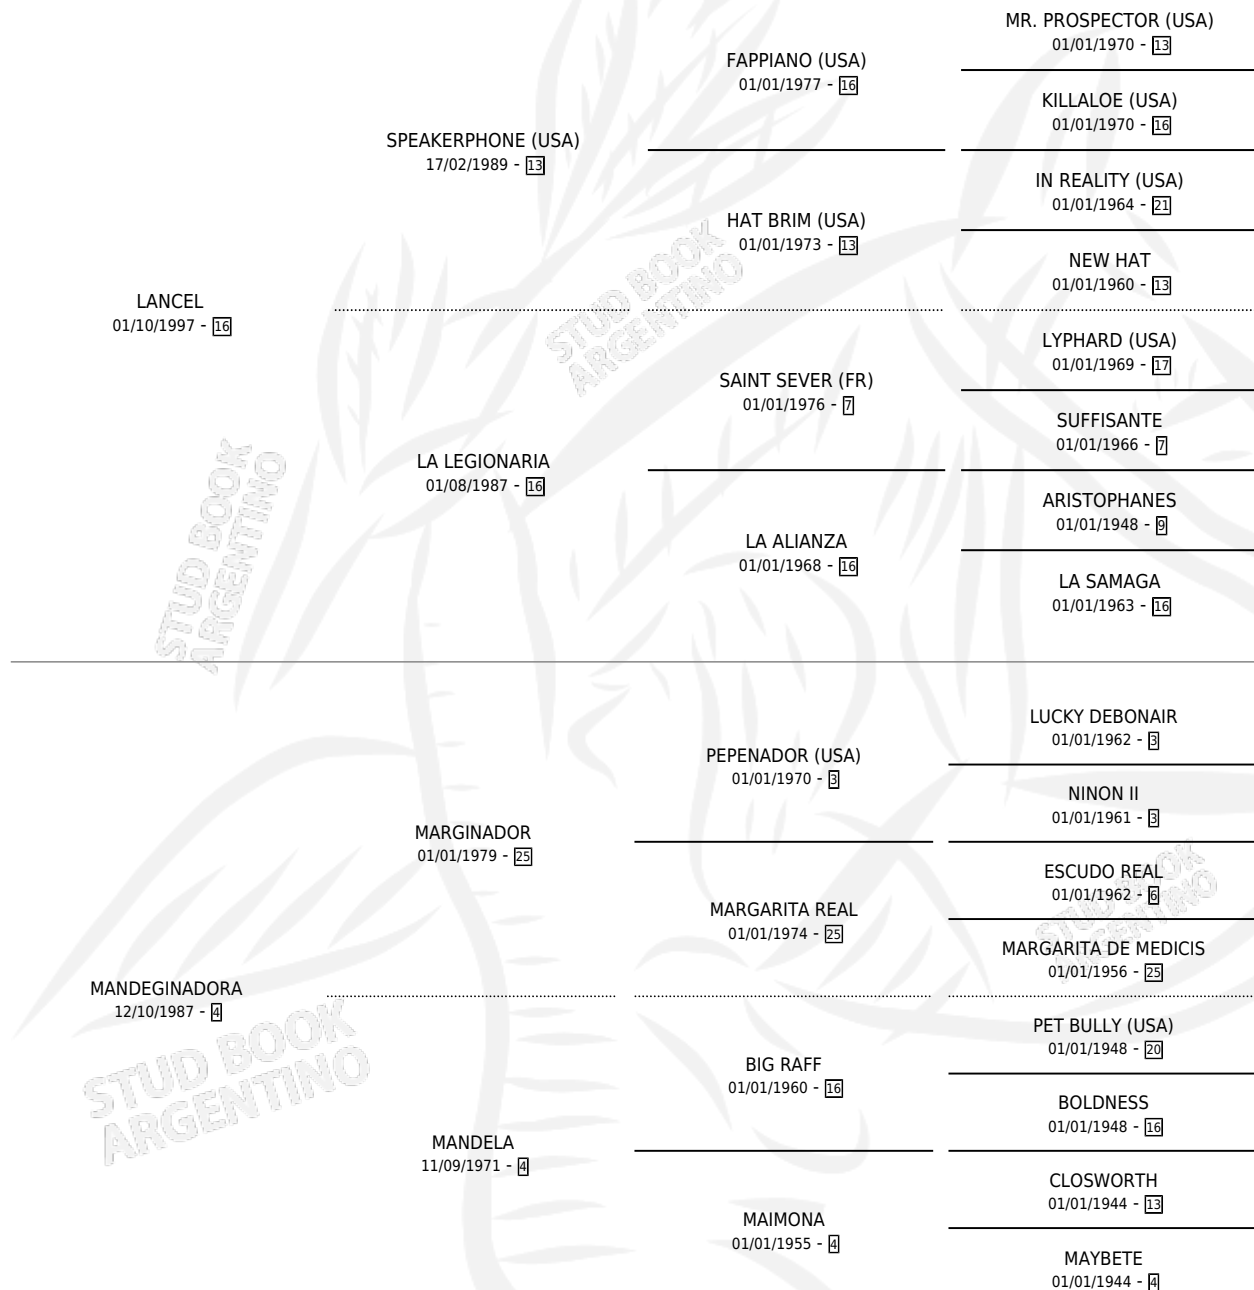 MR. PROSPECTOR (USA)
01/01/1970 - 13
FAPPIANO (USA)
01/01/1977 - 16
KILLALOE (USA)
01/01/1970 - 16
SPEAKERPHONE (USA)
17/02/1989 - 13
IN REALITY (USA)
01/01/1964 - 21
HAT BRIM (USA)
01/01/1973 - 13
NEW HAT
01/01/1960 - 13
LANCEL
01/10/1997 - 16
STUD BOOK
ARGENTINO
LYPHARD (USA)
01/01/1969 - 17
SAINT SEVER (FR)
01/01/1976 - 7
SUFFISANTE
01/01/1966 - 7
LA LEGIONARIA
01/08/1987 - 16
ARISTOPHANES
01/01/1948 - 9
LA ALIANZA
01/01/1968 - 16
LA SAMAGA
01/01/1963 - 16
STUD BOOK
ARGENTINO
LUCKY DEBONAIR
01/01/1962 - 3
PEPENADOR (USA)
01/01/1970 - 3
NINON II
01/01/1961 - 3
MARGINADOR
01/01/1979 - 25
ESCUDO REAL
01/01/1962 - 6
MARGARITA REAL
01/01/1974 - 25
STUD BOOK
ARGENTINO
MARGARITA DE MEDICIS
01/01/1956 - 25
MANDEGINADORA
12/10/1987 - 4
STUD BOOK
ARGENTINO
PET BULLY (USA)
01/01/1948 - 20
BIG RAFF
01/01/1960 - 16
BOLDNESS
01/01/1948 - 16
MANDELA
11/09/1971 - 4
CLOSWORTH
01/01/1944 - 13
MAIMONA
01/01/1955 - 4
MAYBETE
01/01/1944 - 4